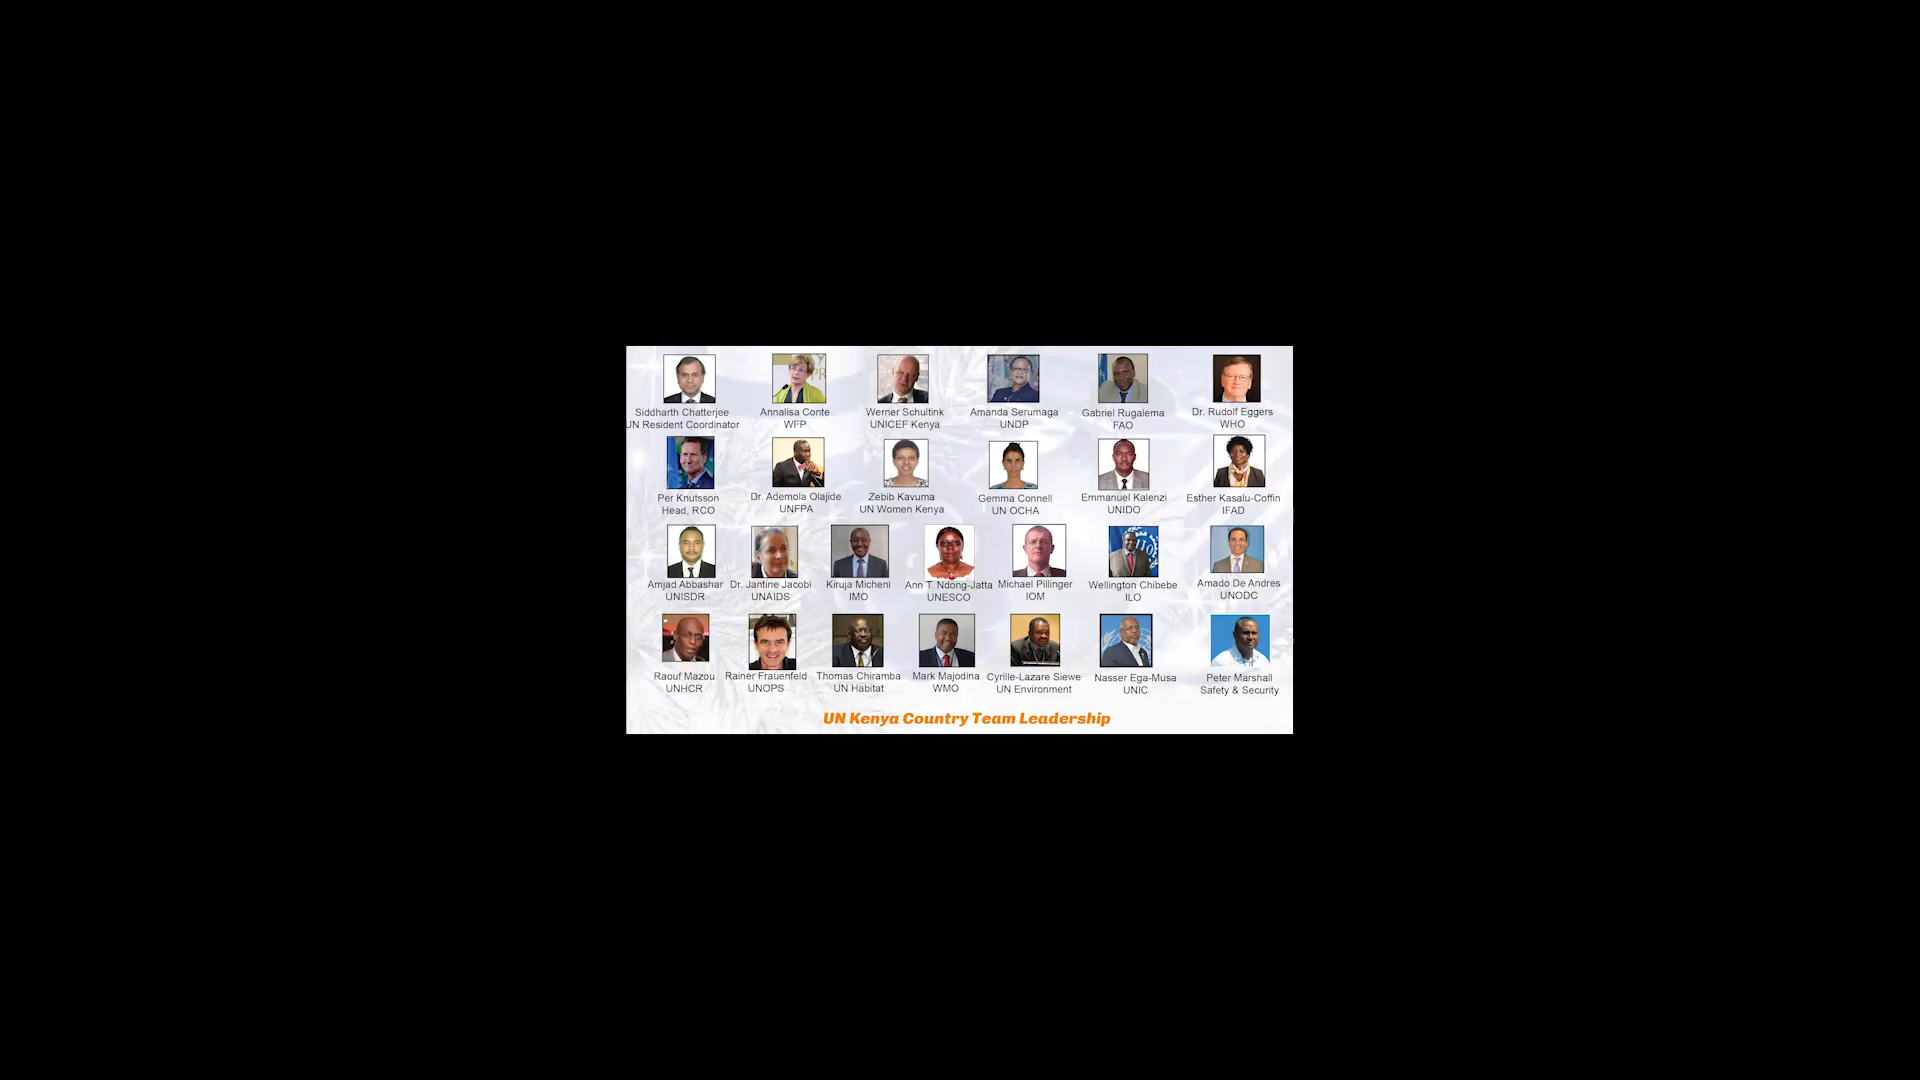 Siddharth Chatterjee
UN Resident Coordinator
Annalisa Conte
WFP
Werner Schultink
UNICEF Kenya
Amanda Serumaga
UNDP
Gabriel Rugalema
FAO
Dr. Rudolf Eggers
WHO
Per Knutsson
Head, RCO
Dr. Ademola Olajide
UNFPA
Zebib Kavuma
UN Women Kenya
Gemma Connell
UN OCHA
Emmanuel Kalenzi
UNIDO
Esther Kasalu-Coffin
IFAD
Amjad Abbashar
UNISDR
Dr. Jantine Jacobi
UNAIDS
Kiruja Micheni
IMO
Ann T. Ndong-Jatta
UNESCO
Michael Pillinger
IOM
Wellington Chibebe
ILO
Amado De Andres
UNODC
Raouf Mazou
UNHCR
Rainer Frauenfeld
UNOPS
Thomas Chiramba
UN Habitat
Mark Majodina
WMO
Cyrille-Lazare Siewe
UN Environment
Nasser Ega-Musa
UNIC
Peter Marshall
Safety & Security
UN Kenya Country Team Leadership